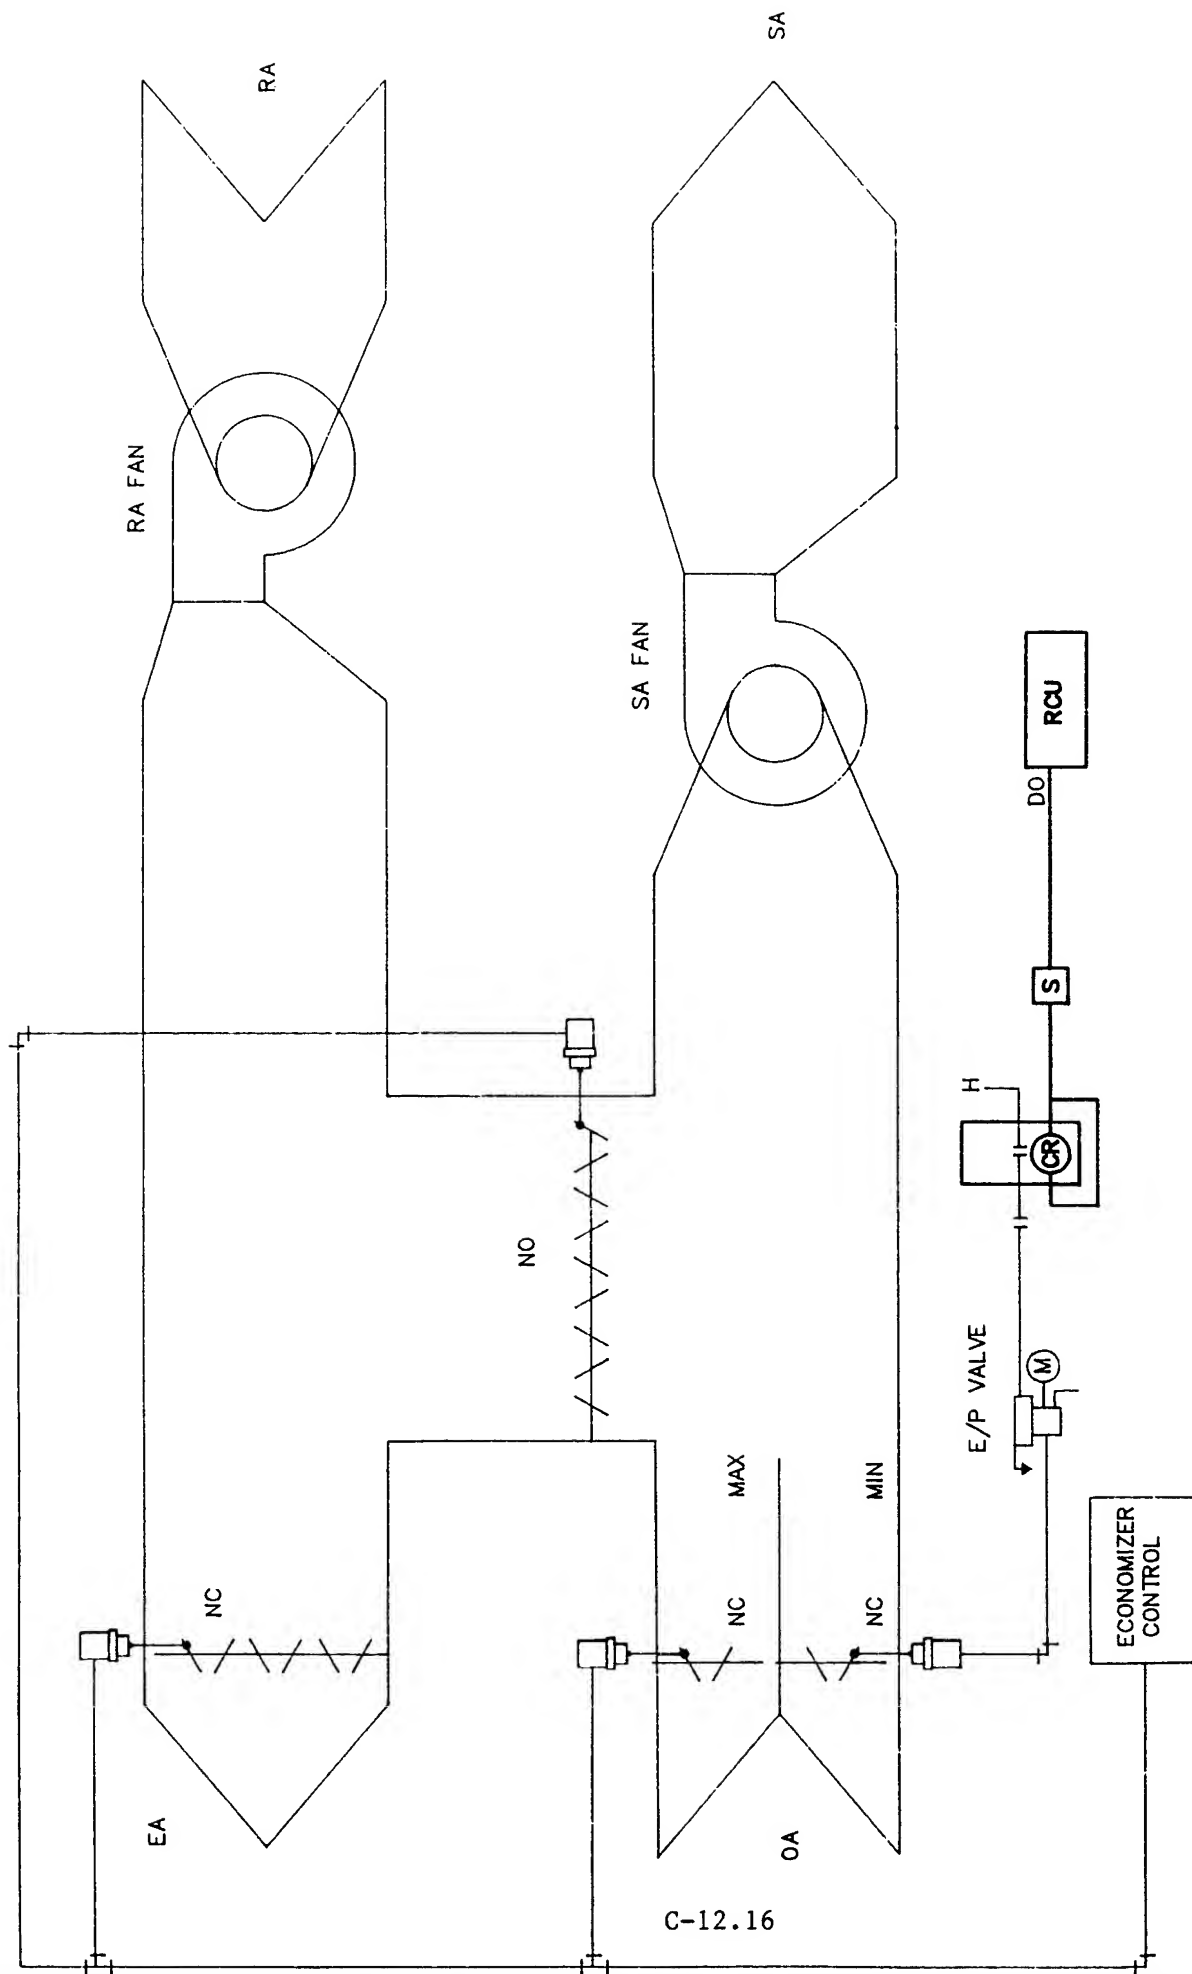 RA
SA
RA FAN
SA FAN
RCU
DO
S
H
CR
NO
E/P VALVE
M
MAX
MIN
NC
NC
NC
ECONOMIZER
CONTROL
EA
OA
C-12.16